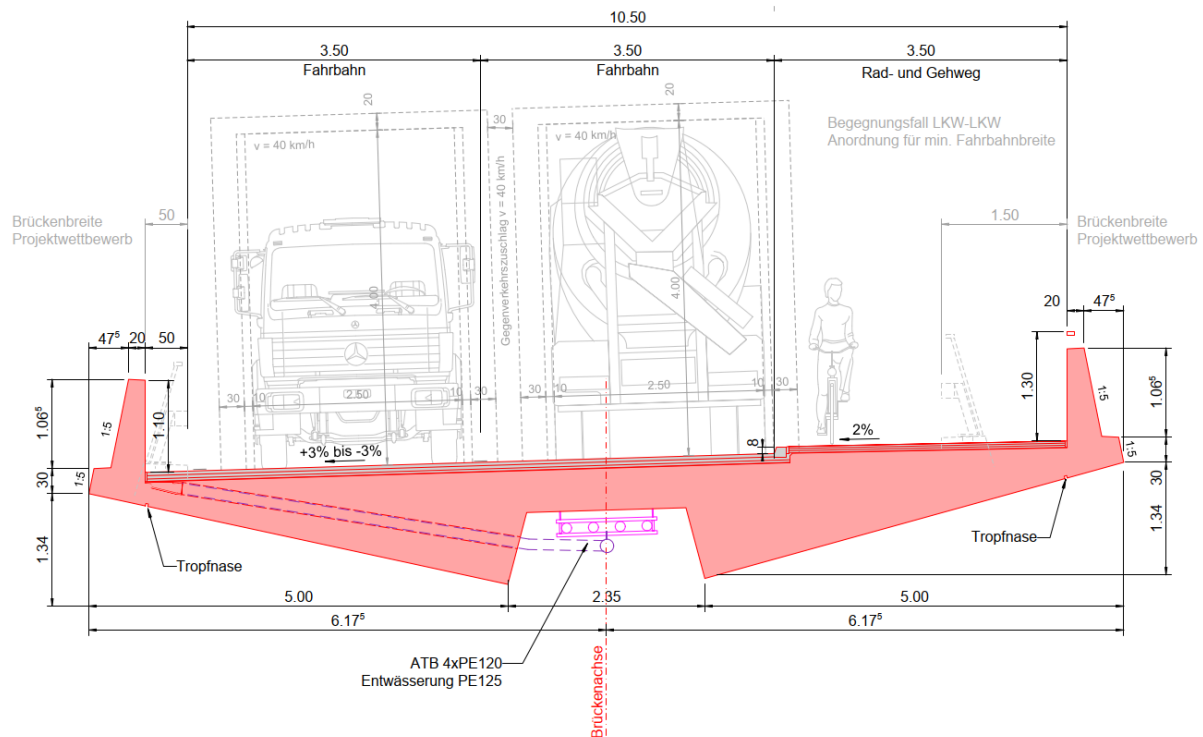 10.50
3.50
3.50
3.50
Fahrbahn
Fahrbahn
Rad- und Gehweg
20
20
30
v = 40 km/h
v = 40 km/h
Gegenverkehrszuschlag v = 40 km/h
Begegnungsfall LKW-LKW
Anordnung für min. Fahrbahnbreite
Brückenbreite
Projektwettbewerb
50
1.50
Brückenbreite
Projektwettbewerb
4.00
4.00
20
47⁵
47⁵
20
50
1.06⁵
1:5
1.10
30
10
2.50
10
30
30
10
2.50
10
30
1.30
1:5
1.06⁵
+3% bis -3%
8
2%
30
1:5
1:5
30
1.34
1.34
Tropfnase
Tropfnase
5.00
2.35
5.00
6.17⁵
6.17⁵
ATB 4xPE120
Entwässerung PE125
Brückenachse